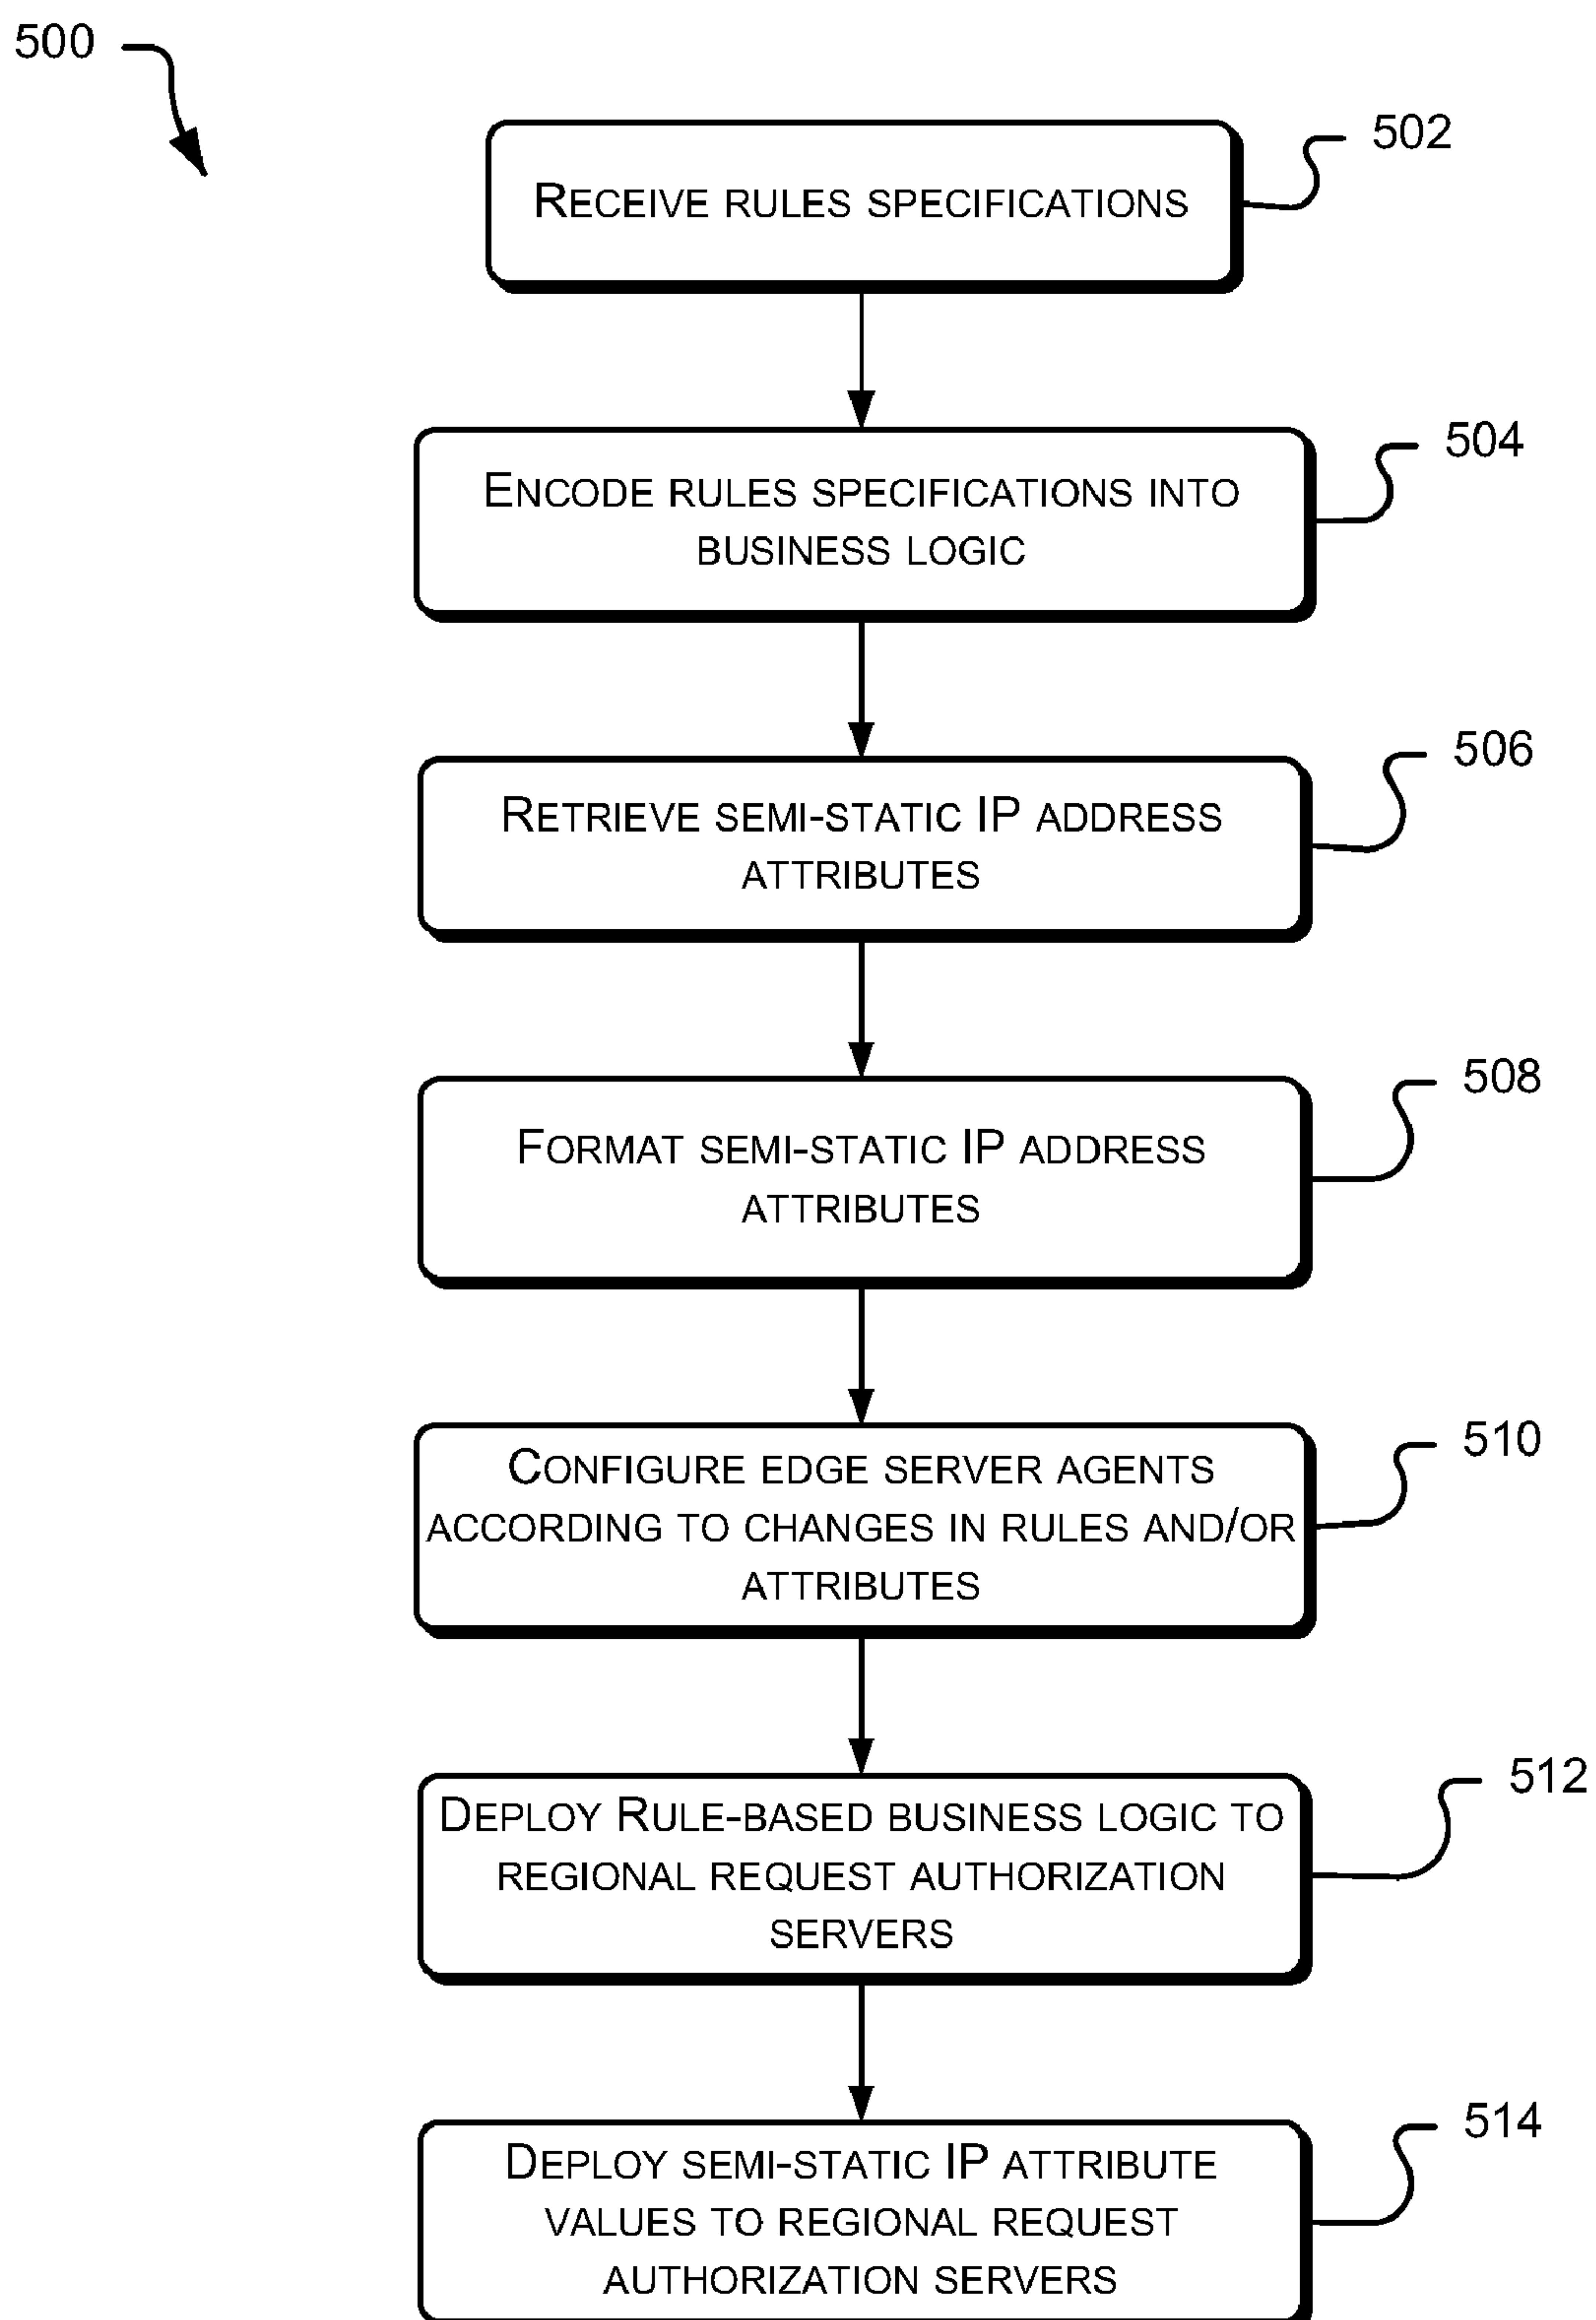 500
502
RECEIVE RULES SPECIFICATIONS
504
ENCODE RULES SPECIFICATIONS INTO
BUSINESS LOGIC
506
RETRIEVE SEMI-STATIC IP ADDRESS
ATTRIBUTES
508
FORMAT SEMI-STATIC IP ADDRESS
ATTRIBUTES
510
CONFIGURE EDGE SERVER AGENTS
ACCORDING TO CHANGES IN RULES AND/OR
ATTRIBUTES
512
DEPLOY RULE-BASED BUSINESS LOGIC TO
REGIONAL REQUEST AUTHORIZATION
SERVERS
514
DEPLOY SEMI-STATIC IP ATTRIBUTE
VALUES TO REGIONAL REQUEST
AUTHORIZATION SERVERS